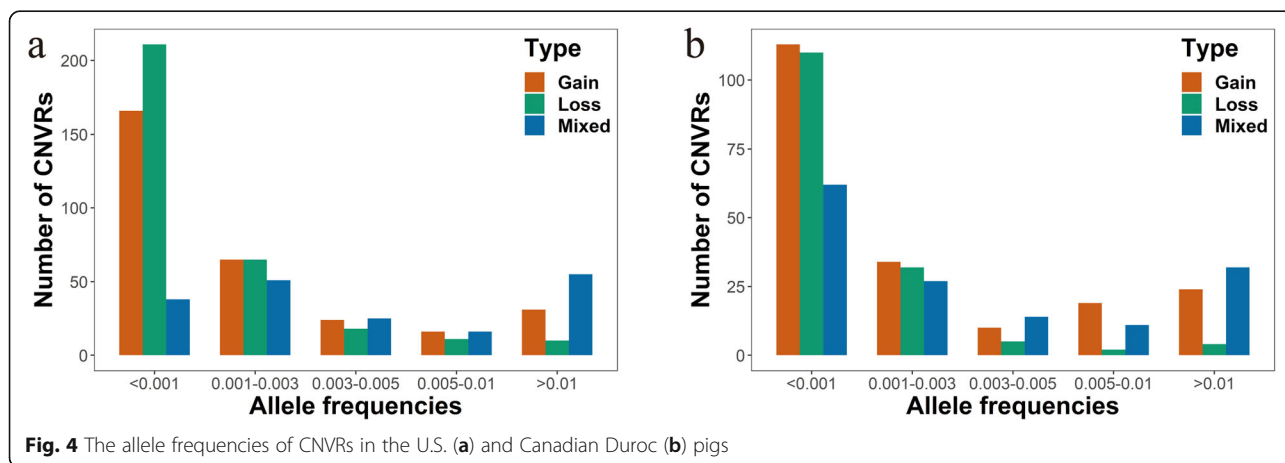 a
Number of CNVRs
200
150
100
50
0
Type
Gain
Loss
Mixed
<0.001 0.001-0.003 0.003-0.005 0.005-0.01 >0.01
Allele frequencies
b
Number of CNVRs
100
75
50
25
0
Type
Gain
Loss
Mixed
<0.001 0.001-0.003 0.003-0.005 0.005-0.01 >0.01
Allele frequencies
Fig. 4 The allele frequencies of CNVRs in the U.S. (a) and Canadian Duroc (b) pigs